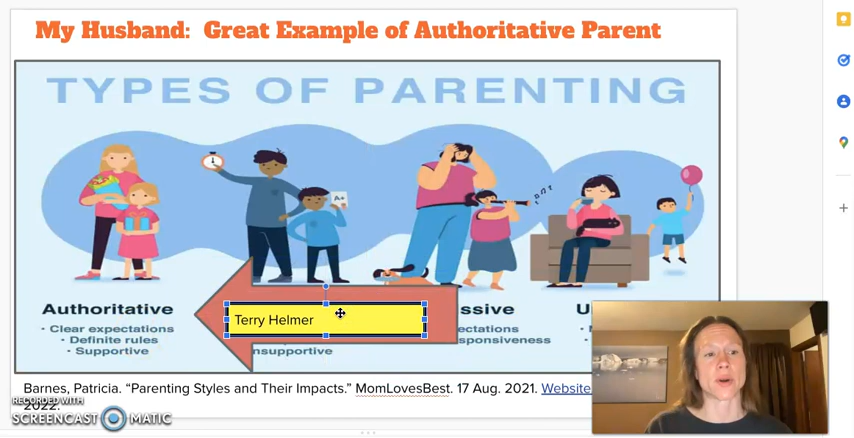 My Husband: Great Example of Authoritative Parent
TYPES OF PARENTING
A+
Authoritative
ssive
U
· Clear expectations
· Definite rules
· Supportive
Terry Helmer
ectations
sponsiveness
nsupportive
Barnes, Patricia. “Parenting Styles and Their Impacts.” MomLovesBest. 17 Aug. 2021. Website
2022.
RECORDED WITH
SCREENCAST MATIC